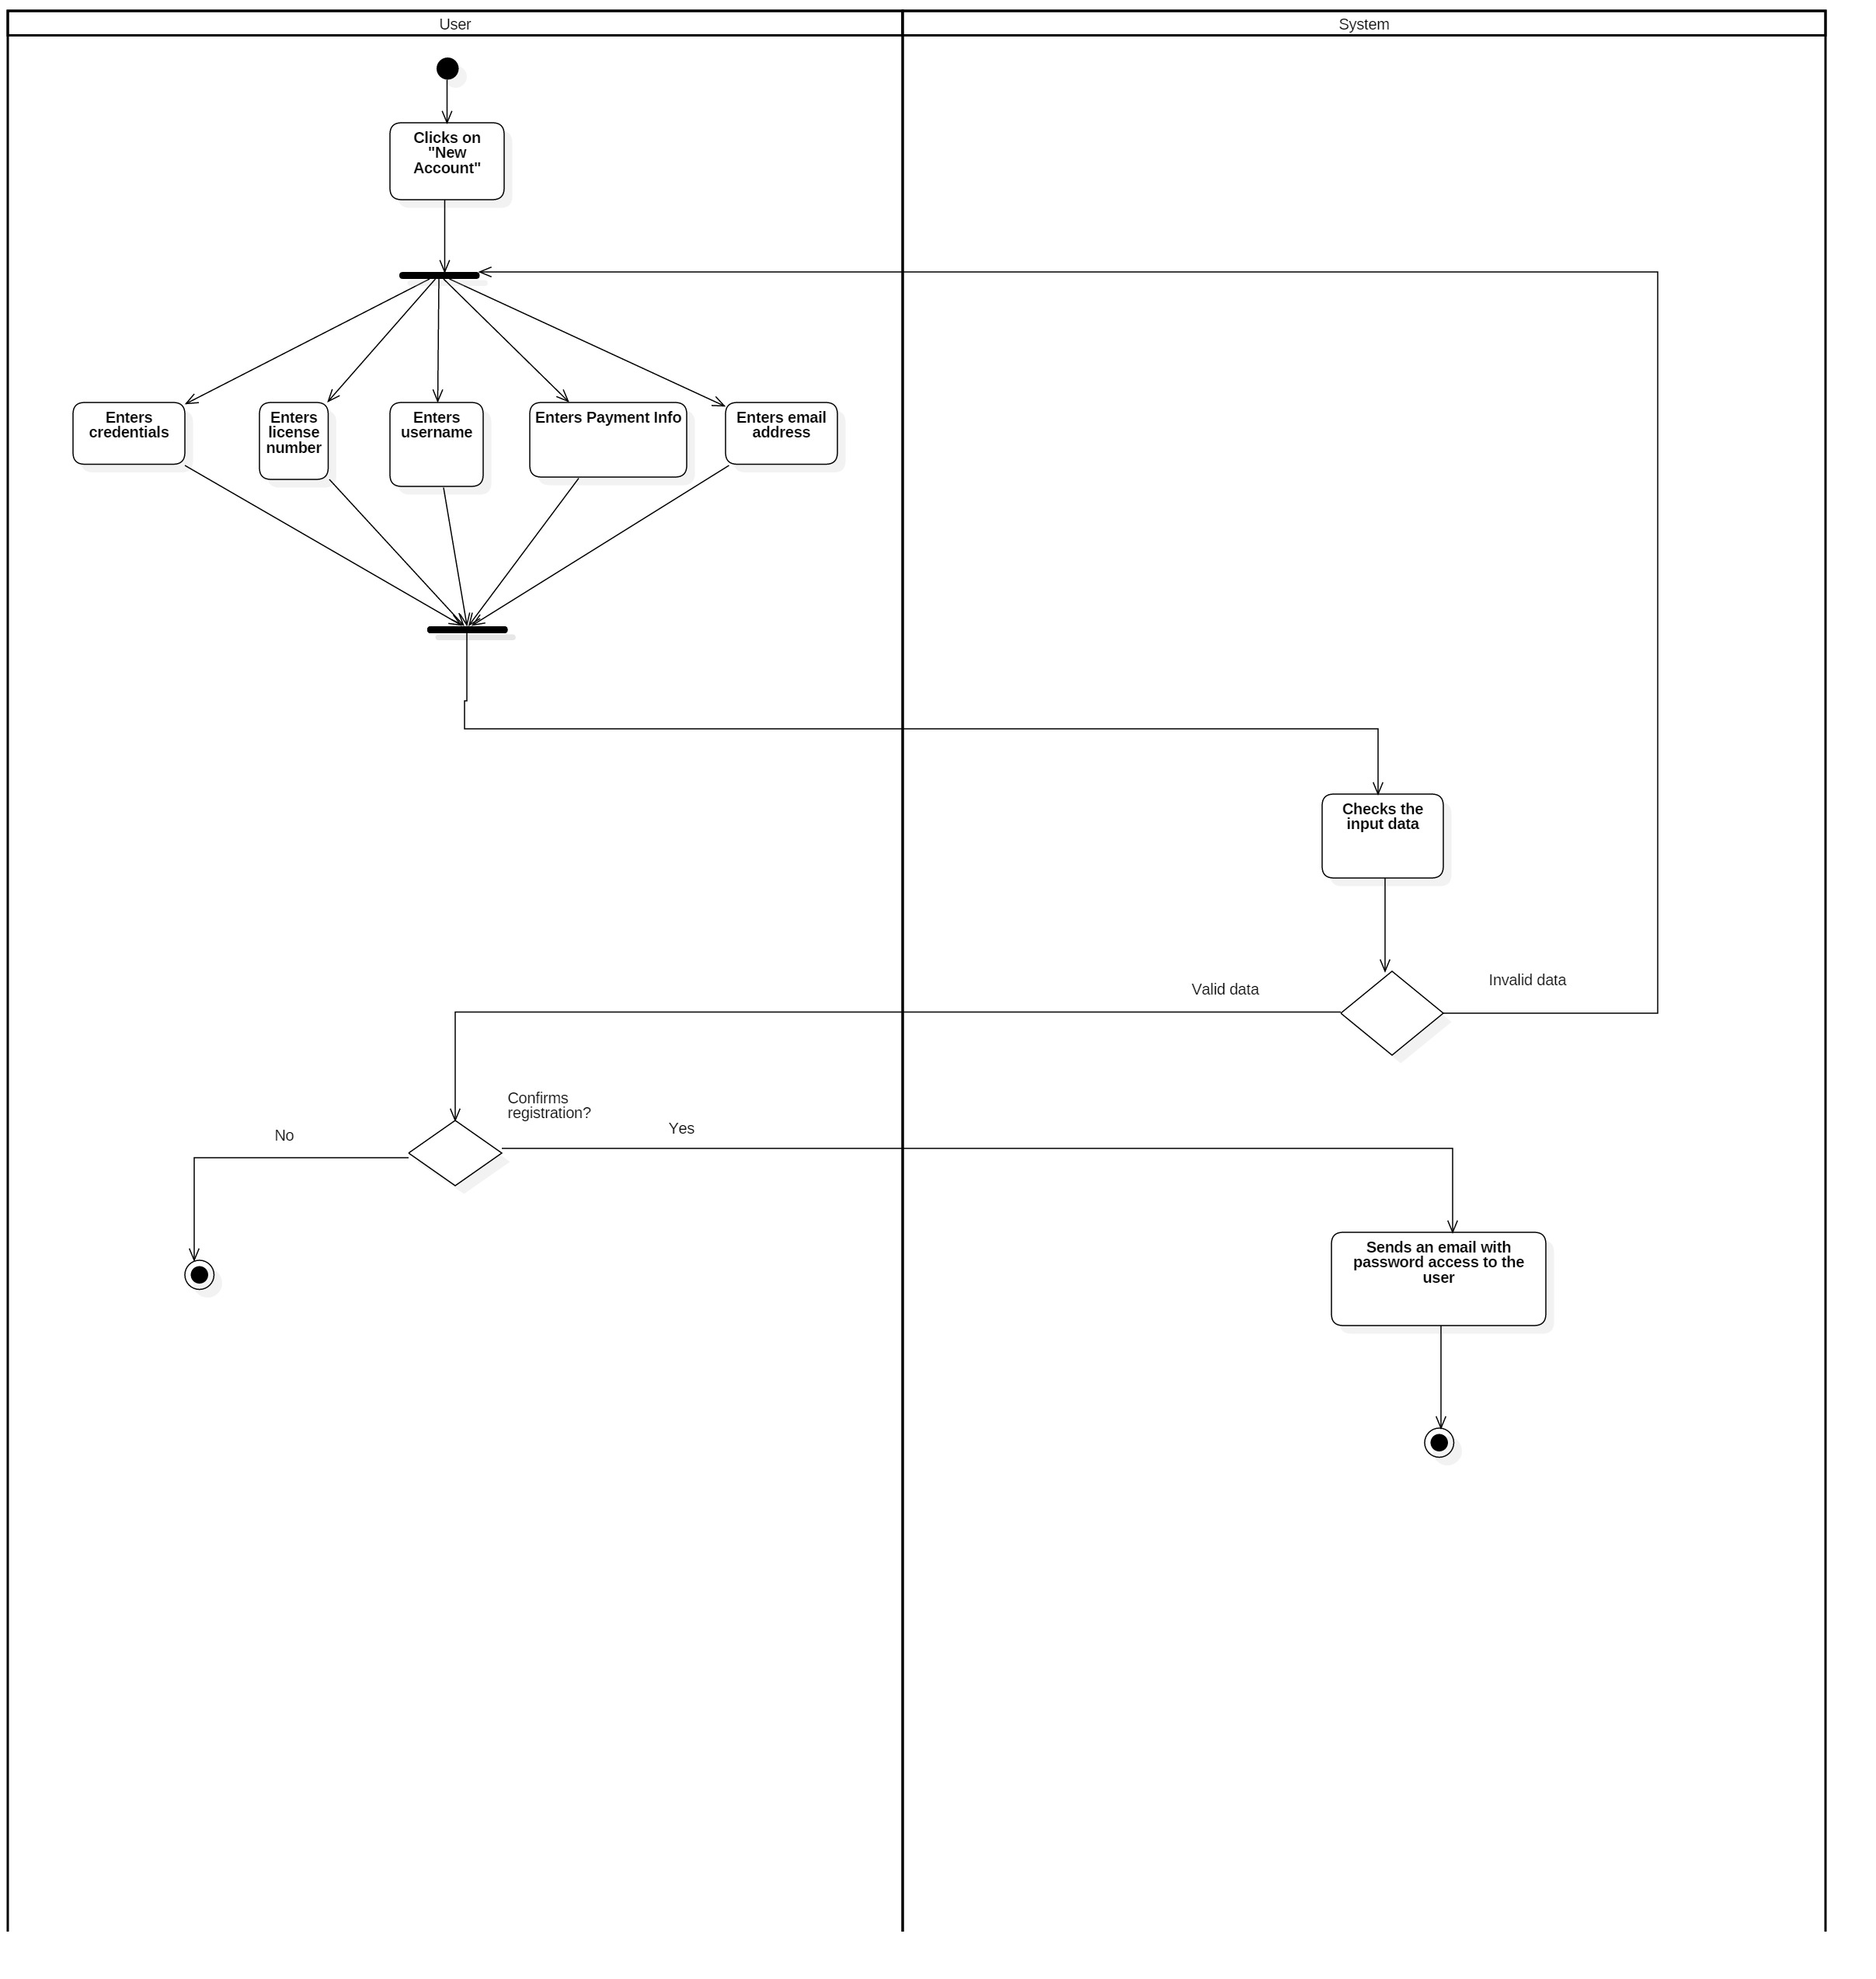 User
System
Clicks on
"New
Account"
Enters
credentials
Enters
license
number
Enters
username
Enters Payment Info
Enters email
address
Checks the
input data
Valid data
Invalid data
Confirms
registration?
Yes
No
Sends an email with
password access to the
user